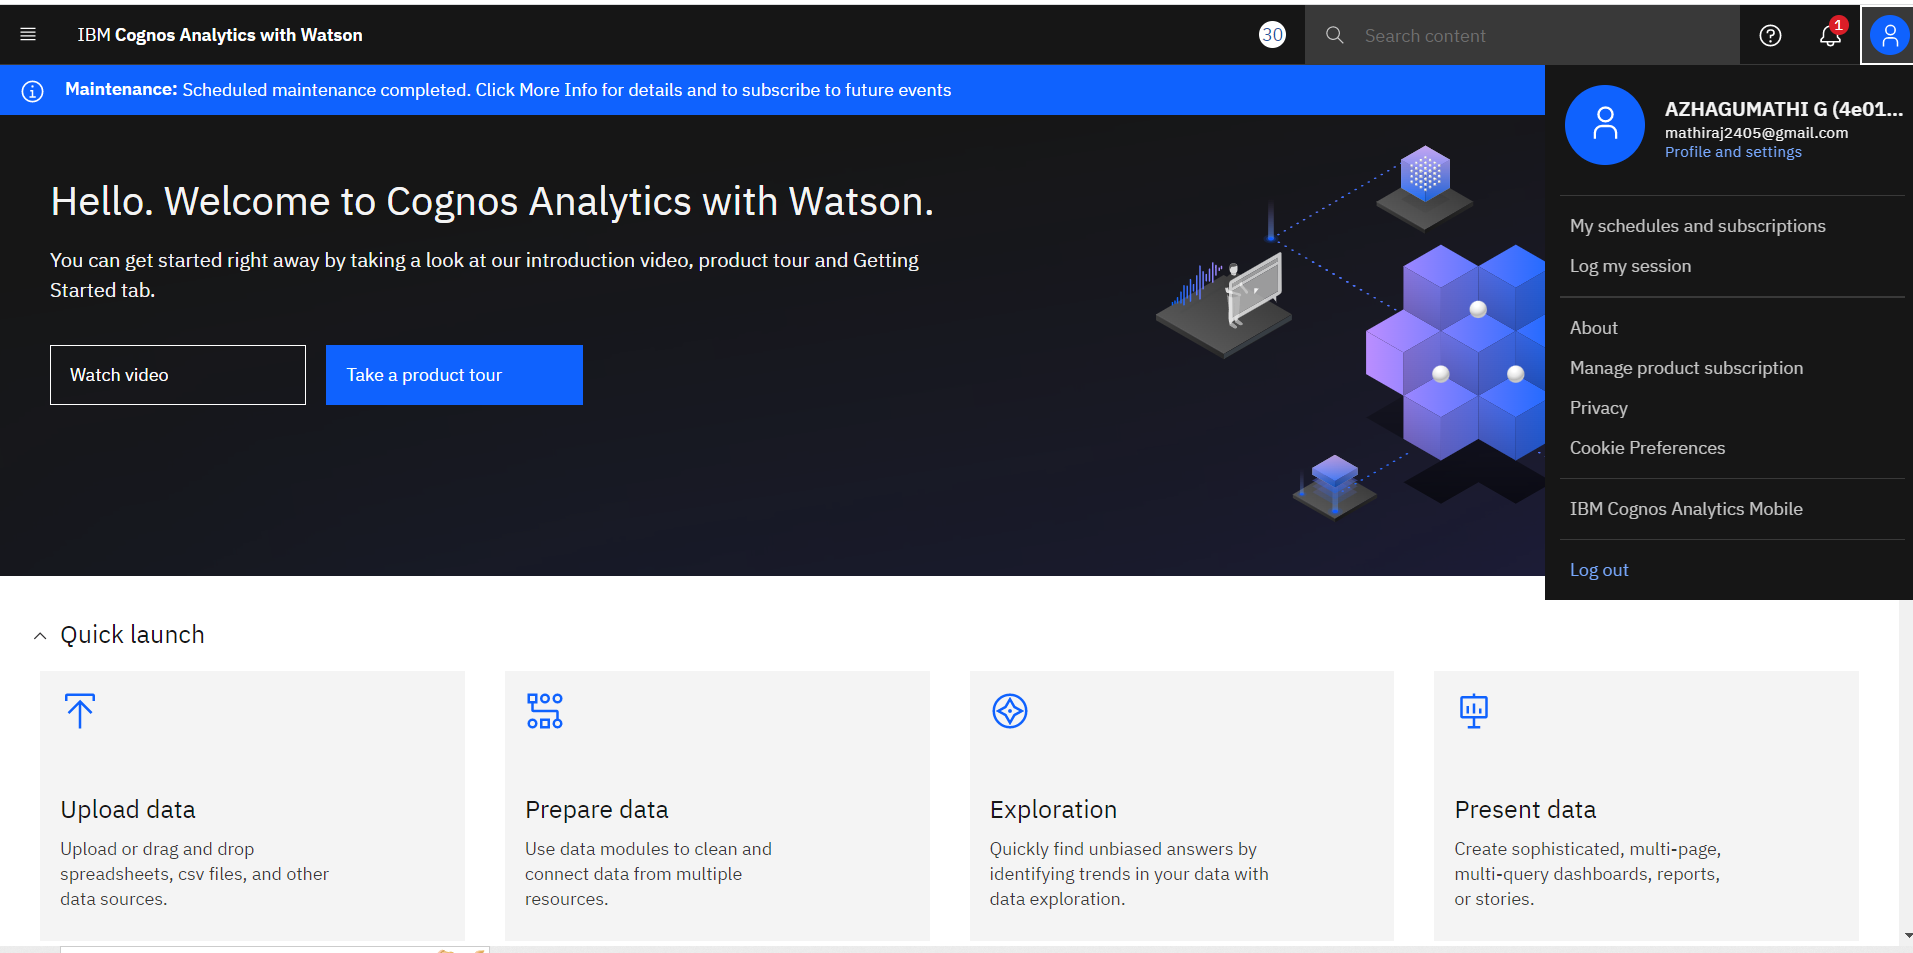 IBM Cognos Analytics with Watson
30
Search content
1
Maintenance: Scheduled maintenance completed. Click More Info for details and to subscribe to future events
AZHAGUMATHI G (4e01...
mathiraj2405@gmail.com
Profile and settings
My schedules and subscriptions
Log my session
About
Manage product subscription
Privacy
Cookie Preferences
IBM Cognos Analytics Mobile
Log out
Hello. Welcome to Cognos Analytics with Watson.
You can get started right away by taking a look at our introduction video, product tour and Getting
Started tab.
Watch video
Take a product tour
Quick launch
Upload data
Upload or drag and drop
spreadsheets, csv files, and other
data sources.
Prepare data
Use data modules to clean and
connect data from multiple
resources.
Exploration
Quickly find unbiased answers by
identifying trends in your data with
data exploration.
Present data
Create sophisticated, multi-page,
multi-query dashboards, reports,
or stories.